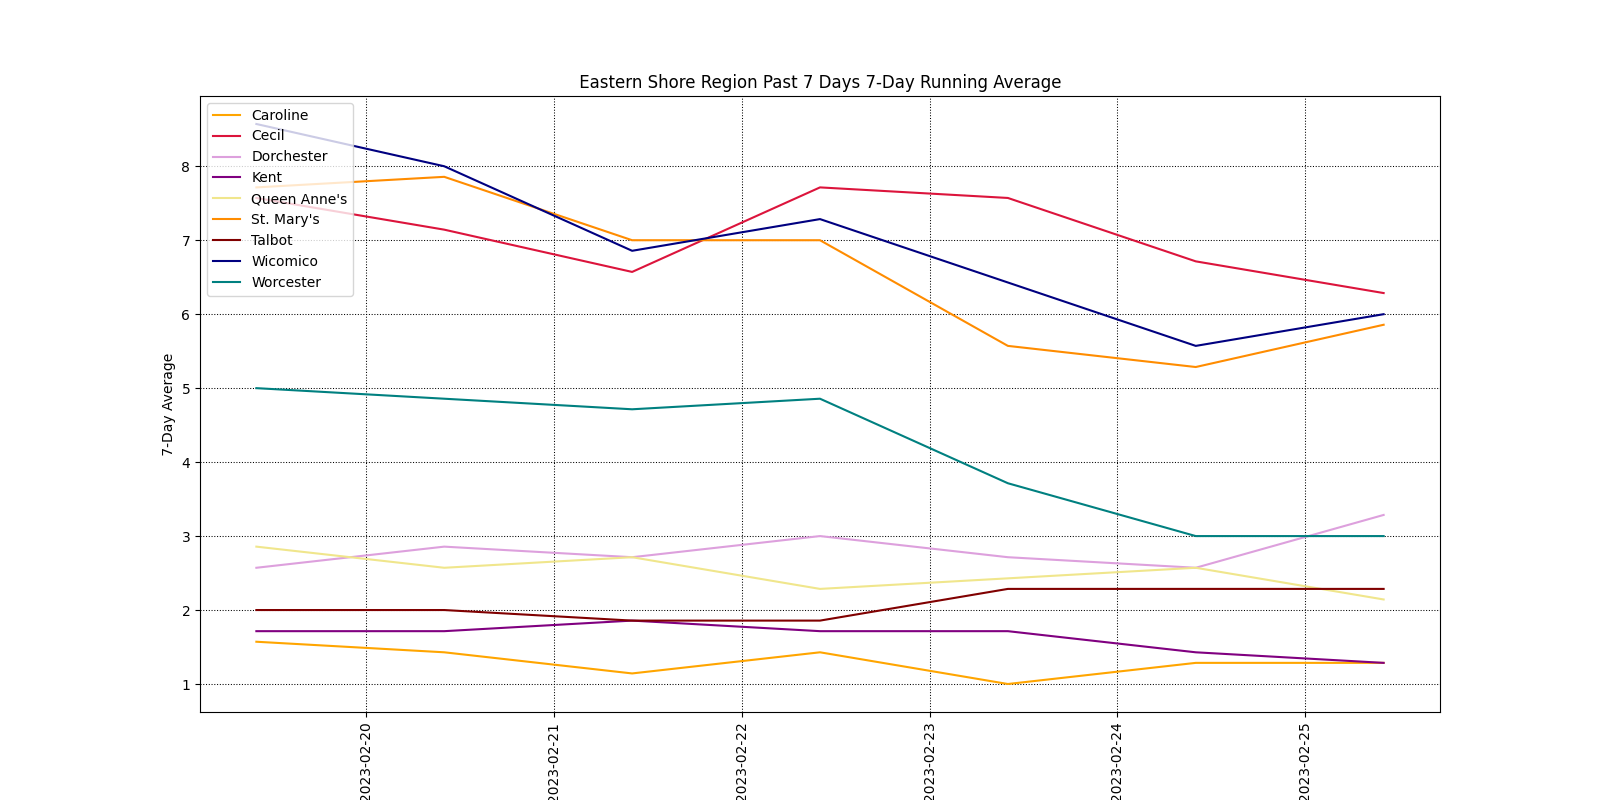 Eastern Shore Region Past 7 Days 7-Day Running Average
Caroline
Cecil
Dorchester
Kent
Queen Anne's
St. Mary's
Talbot
Wicomico
Worcester
8
7
6
5
4
3
2
1
7-Day Average
2023-02-20
2023-02-21
2023-02-22
2023-02-23
2023-02-24
2023-02-25